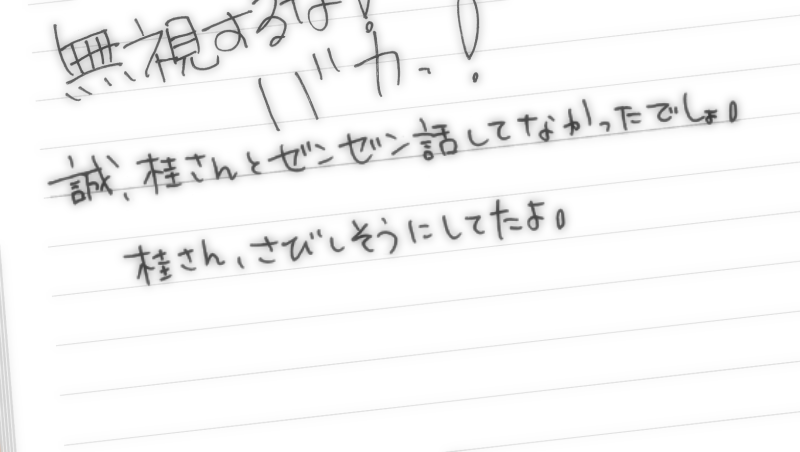 無視するな!
バカっ!
誠、桂さんとゼンゼン話してなかったでしょ。
桂さん、さびしそうにしてたよ。